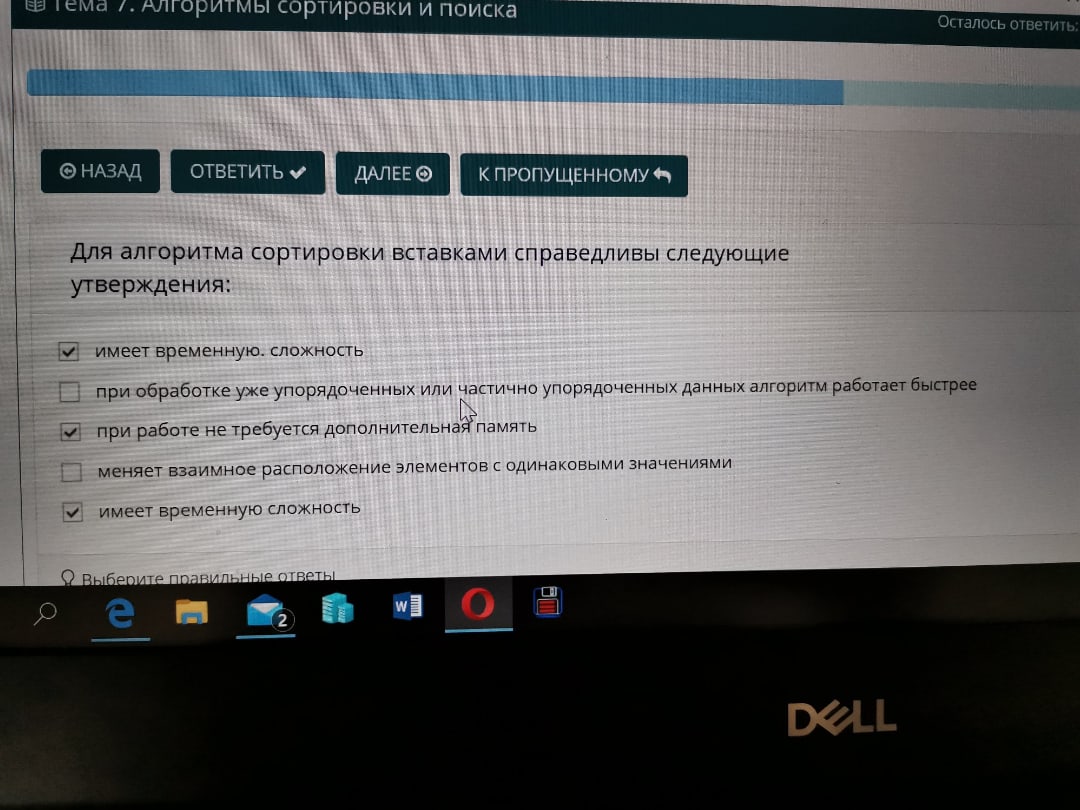 Тема 7. Алгоритмы сортировки и поиска
Осталось ответить:
НАЗАД
ОТВЕТИТЬ
ДАЛЕЕ
К ПРОПУЩЕННОМУ
Для алгоритма сортировки вставками справедливы следующие
утверждения:
имеет временную. сложность
при обработке уже упорядоченных или частично упорядоченных данных алгоритм работает быстрее
при работе не требуется дополнительная память
меняет взаимное расположение элементов с одинаковыми значениями
имеет временную сложность
Выберите правильные ответы
2
W
DELL